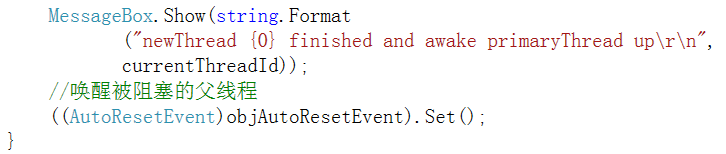 MessageBox.Show(string.Format
("newThread {0} finished and awake primaryThread up\r\n",
currentThreadId));
//唤醒被阻塞的父线程
((AutoResetEvent)objAutoResetEvent).Set();
}